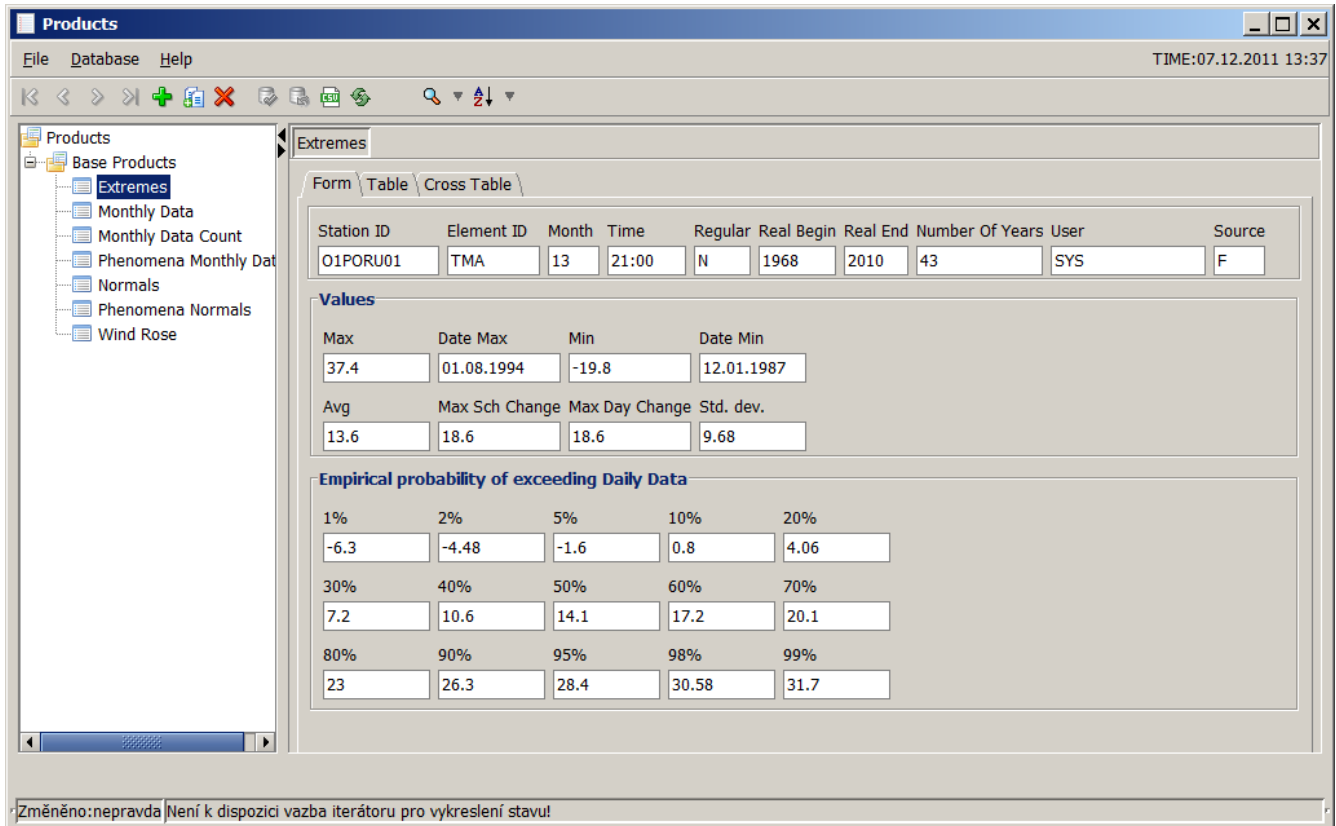 Products
File Database Help TIME:07.12.2011 13:37
Products
Base Products
Extremes
Monthly Data
Monthly Data Count
Phenomena Monthly Dat
Normals
Phenomena Normals
Wind Rose
Extremes
Form Table Cross Table
Station ID Element ID Month Time Regular Real Begin Real End Number Of Years User Source
O1PORU01 TMA 13 21:00 N 1968 2010 43 SYS F
Values
Max Date Max Min Date Min
37.4 01.08.1994 -19.8 12.01.1987
Avg Max Sch Change Max Day Change Std. dev.
13.6 18.6 18.6 9.68
Empirical probability of exceeding Daily Data
1% 2% 5% 10% 20%
-6.3 -4.48 -1.6 0.8 4.06
30% 40% 50% 60% 70%
7.2 10.6 14.1 17.2 20.1
80% 90% 95% 98% 99%
23 26.3 28.4 30.58 31.7
Změněno:nepravda Není k dispozici vazba iterátoru pro vykreslení stavu!